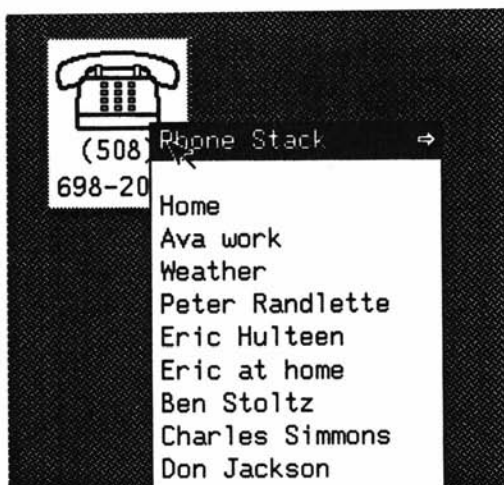 (508)
698-20
Phone Stack ⇨
Home
Ava work
Weather
Peter Randlette
Eric Hulteen
Eric at home
Ben Stoltz
Charles Simmons
Don Jackson